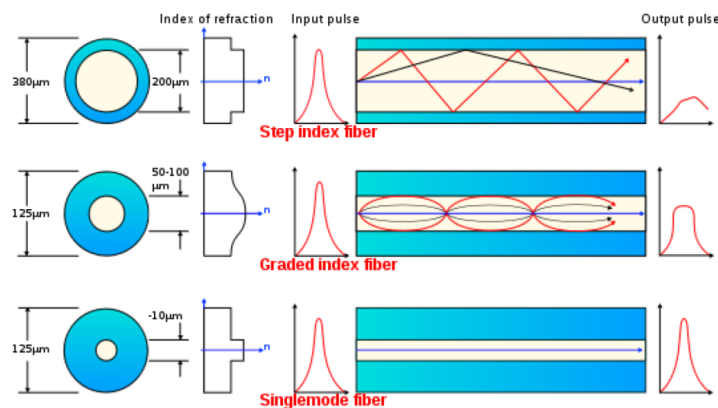 Index of refraction
Input pulse
Output pulse
380µm
200µm
n
Step index fiber
50-100
µm
125µm
n
Graded index fiber
-10µm
125µm
n
Singlemode fiber